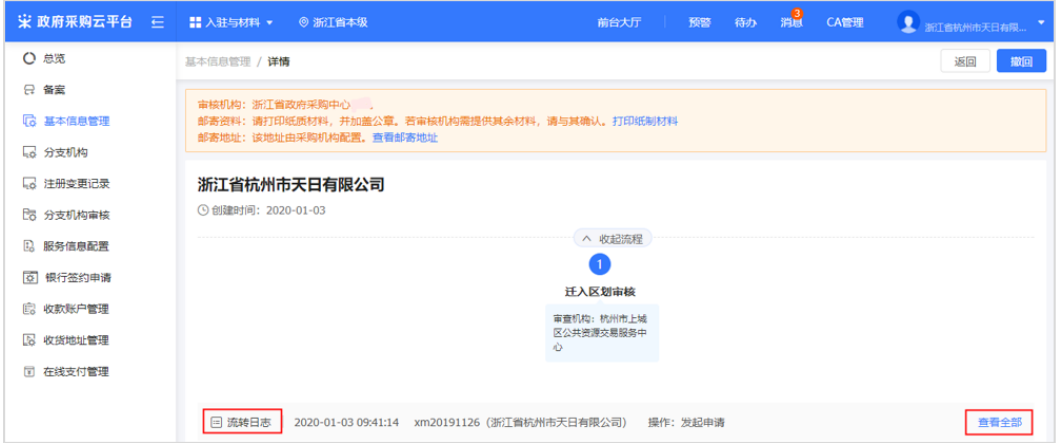 政府采购云平台
入驻与材料
浙江省本级
前台大厅
预警
待办
消息
3
CA管理
浙江省杭州市天日有限...
总览
备案
基本信息管理
分支机构
注册变更记录
分支机构审核
服务信息配置
银行签约申请
收款账户管理
收货地址管理
在线支付管理
基本信息管理 / 详情
返回
撤回
审核机构：浙江省政府采购中心
邮寄资料：请打印纸质材料，并加盖公章。若审核机构需提供其余材料，请与其确认。打印纸制材料
邮寄地址：该地址由采购机构配置。查看邮寄地址
浙江省杭州市天日有限公司
创建时间：2020-01-03
收起流程
1
迁入区划审核
审查机构：杭州市上城
区公共资源交易服务中
心
流转日志 2020-01-03 09:41:14 xm20191126（浙江省杭州市天日有限公司） 操作：发起申请 查看全部